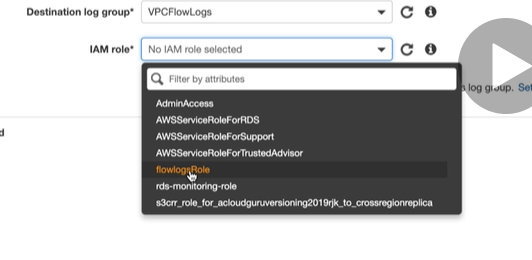 Destination log group* VPCFlowLogs
IAM role* No IAM role selected
Filter by attributes
log group. Set
AdminAccess
AWSServiceRoleForRDS
AWSServiceRoleForSupport
AWSServiceRoleForTrustedAdvisor
flowlogsRole
rds-monitoring-role
s3crr_role_for_acloudguruversioning2019rjk_to_crossregionreplica